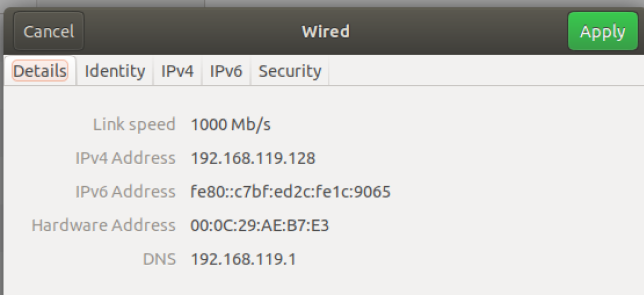 Cancel Wired Apply
Details Identity IPv4 IPv6 Security
Link speed 1000 Mb/s
IPv4 Address 192.168.119.128
IPv6 Address fe80::c7bf:ed2c:fe1c:9065
Hardware Address 00:0C:29:AE:B7:E3
DNS 192.168.119.1